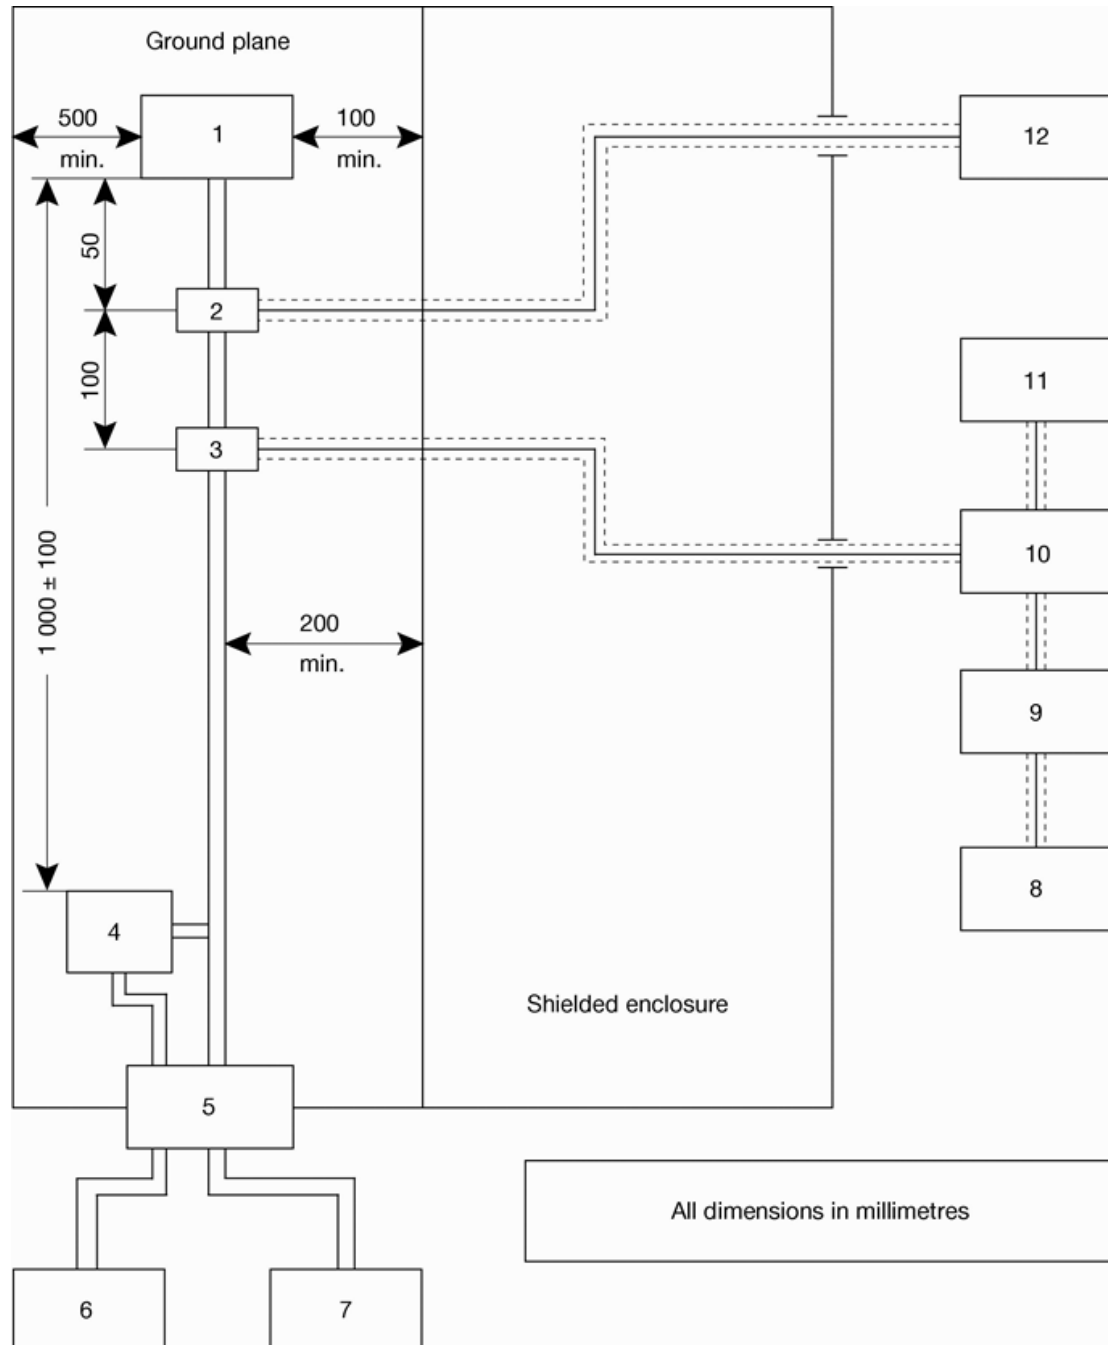 Ground plane
500
min.
1
100
min.
12
50
2
100
11
3
1 000 ± 100
10
200
min.
9
8
4
Shielded enclosure
5
All dimensions in millimetres
6
7